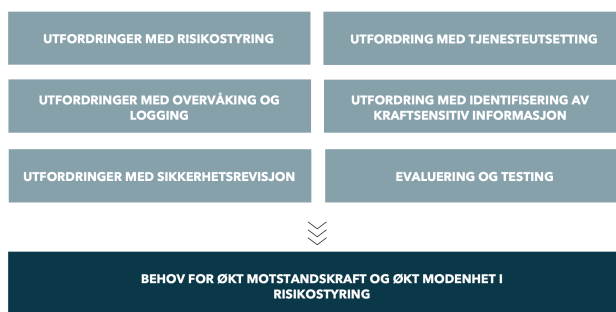 UTFORDRINGER MED RISIKOSTYRING
UTFORDRING MED TJENESTEUTSETTING
UTFORDRINGER MED OVERVÅKING OG
LOGGING
UTFORDRING MED IDENTIFISERING AV
KRAFTSENSITIV INFORMASJON
UTFORDRINGER MED SIKKERHETSREVISJON
EVALUERING OG TESTING
BEHOV FOR ØKT MOTSTANDSKRAFT OG ØKT MODENHET I
RISIKOSTYRING